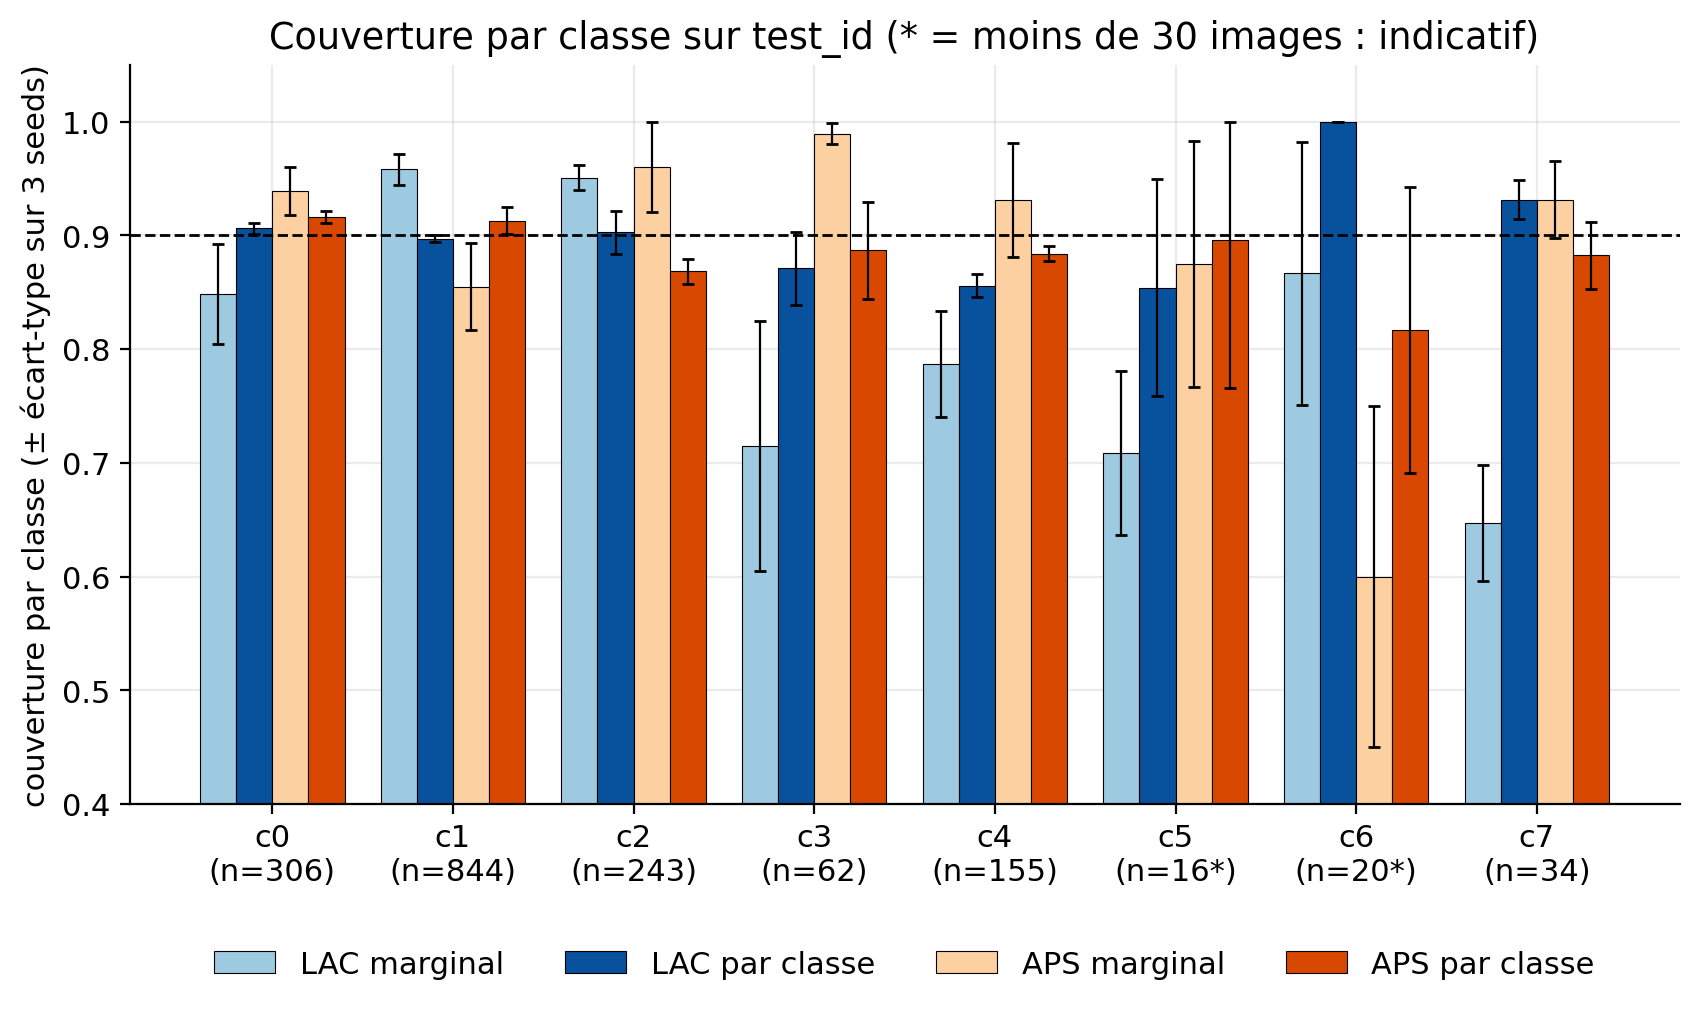 Couverture par classe sur test_id (* = moins de 30 images : indicatif)
couverture par classe (± écart-type sur 3 seeds)
1.0
0.9
0.8
0.7
0.6
0.5
0.4
c0 c1 c2 c3 c4 c5 c6 c7
(n=306) (n=844) (n=243) (n=62) (n=155) (n=16*) (n=20*) (n=34)
LAC marginal LAC par classe APS marginal APS par classe